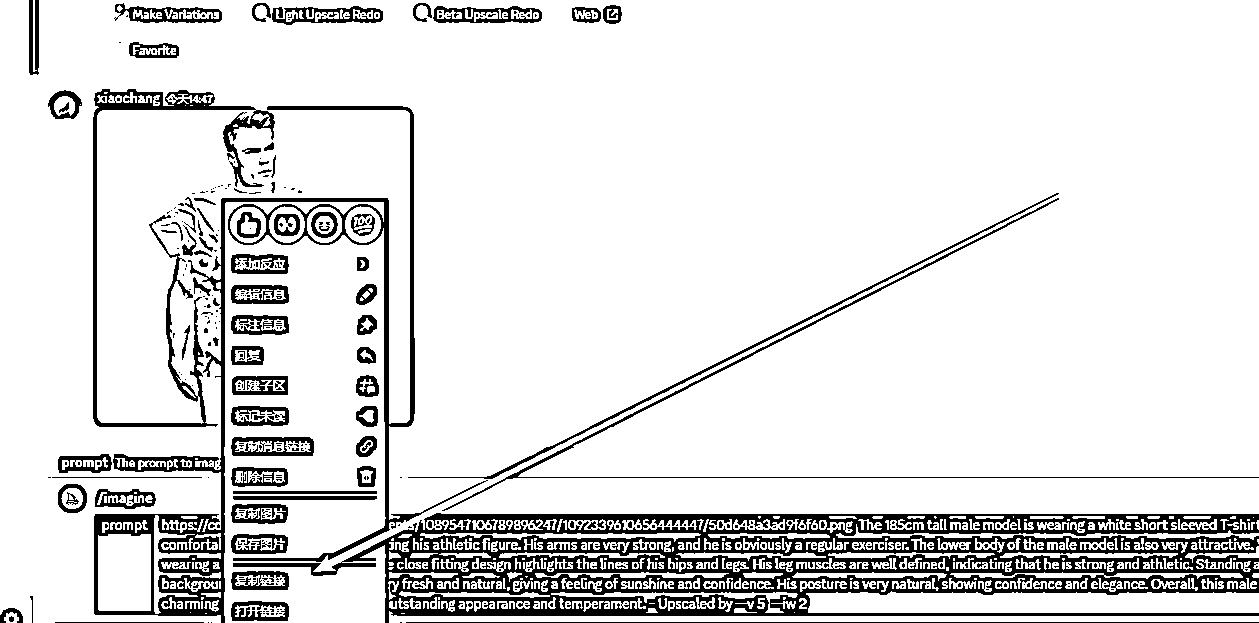 Make Variations Light Upscale Redo Beta Upscale Redo Web
Favorite
xiaochang 今天14:47
100
添加反应
编辑信息
标注信息
回复
创建子区
标记未读
复制消息链接
删除信息
复制图片
保存图片
复制链接
打开链接
prompt The prompt to imag
/imagine
prompt https://co ents/1089547106789896247/1092339610656444447/50d648a3ad9f6f60.png The 185cm tall male model is wearing a white short sleeved T-shirt
comfortal ing his athletic figure. His arms are very strong, and he is obviously a regular exerciser. The lower body of the male model is also very attractive.
wearing a close fitting design highlights the lines of his hips and legs. His leg muscles are well defined, indicating that he is strong and athletic. Standing a
backgrour ry fresh and natural, giving a feeling of sunshine and confidence. His posture is very natural, showing confidence and elegance. Overall, this male
charming utstanding appearance and temperament. - Upscaled by --v 5 --iw 2